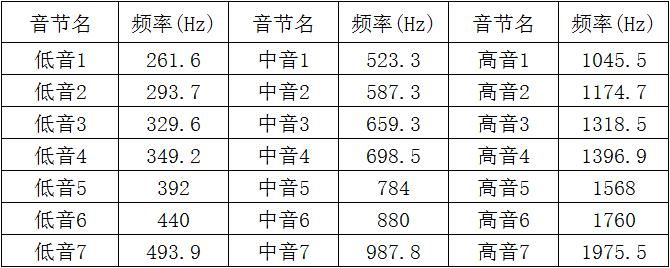 音节名 频率(Hz) 音节名 频率(Hz) 音节名 频率(Hz)
低音1 261.6 中音1 523.3 高音1 1045.5
低音2 293.7 中音2 587.3 高音2 1174.7
低音3 329.6 中音3 659.3 高音3 1318.5
低音4 349.2 中音4 698.5 高音4 1396.9
低音5 392 中音5 784 高音5 1568
低音6 440 中音6 880 高音6 1760
低音7 493.9 中音7 987.8 高音7 1975.5